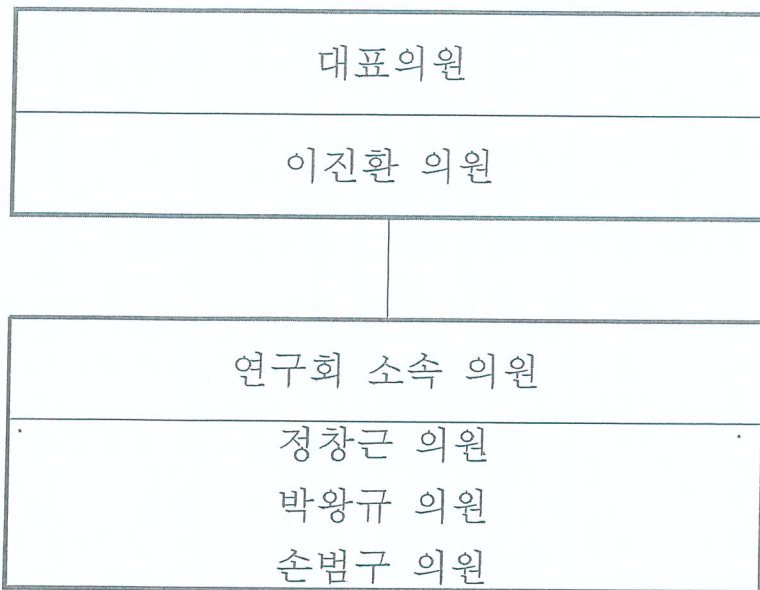 대표의원
이진환 의원
연구회 소속 의원
정창근 의원
박왕규 의원
손범구 의원